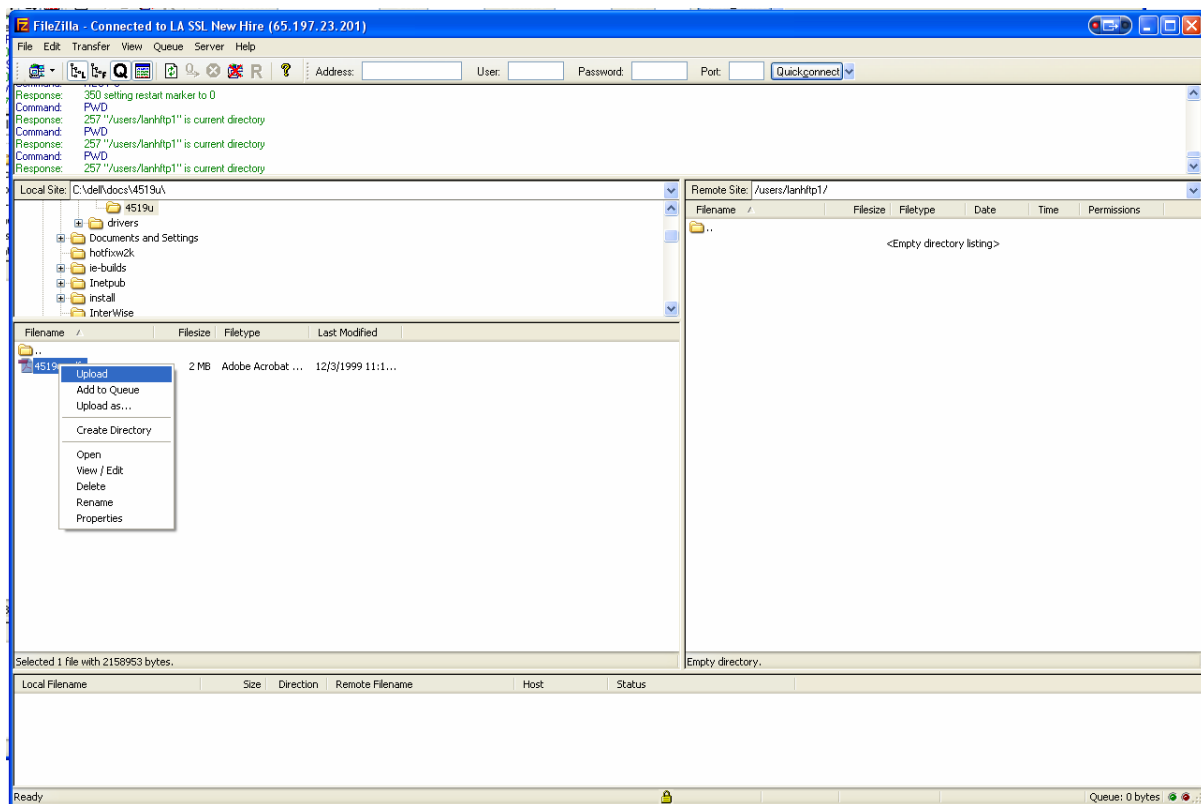 FileZilla - Connected to LA SSL New Hire (65.197.23.201)
File Edit Transfer View Queue Server Help
Address: User: Password: Port: Quickconnect
Response: 350 setting restart marker to 0
Command: PWD
Response: 257 "/users/lanhftp1" is current directory
Command: PWD
Response: 257 "/users/lanhftp1" is current directory
Command: PWD
Response: 257 "/users/lanhftp1" is current directory
Local Site: C:\dell\docs\4519u\
4519u
drivers
Documents and Settings
hotfixw2k
ie-builds
Inetpub
install
InterWise
Remote Site: /users/lanhftp1/
Filename / Filesize Filetype Date Time Permissions
..
<Empty directory listing>
Filename / Filesize Filetype Last Modified
..
2 MB Adobe Acrobat ... 12/3/1999 11:1...
Upload
Add to Queue
Upload as...
Create Directory
Open
View / Edit
Delete
Rename
Properties
Selected 1 file with 2158953 bytes.
Empty directory.
Local Filename Size Direction Remote Filename Host Status
Ready
Queue: 0 bytes